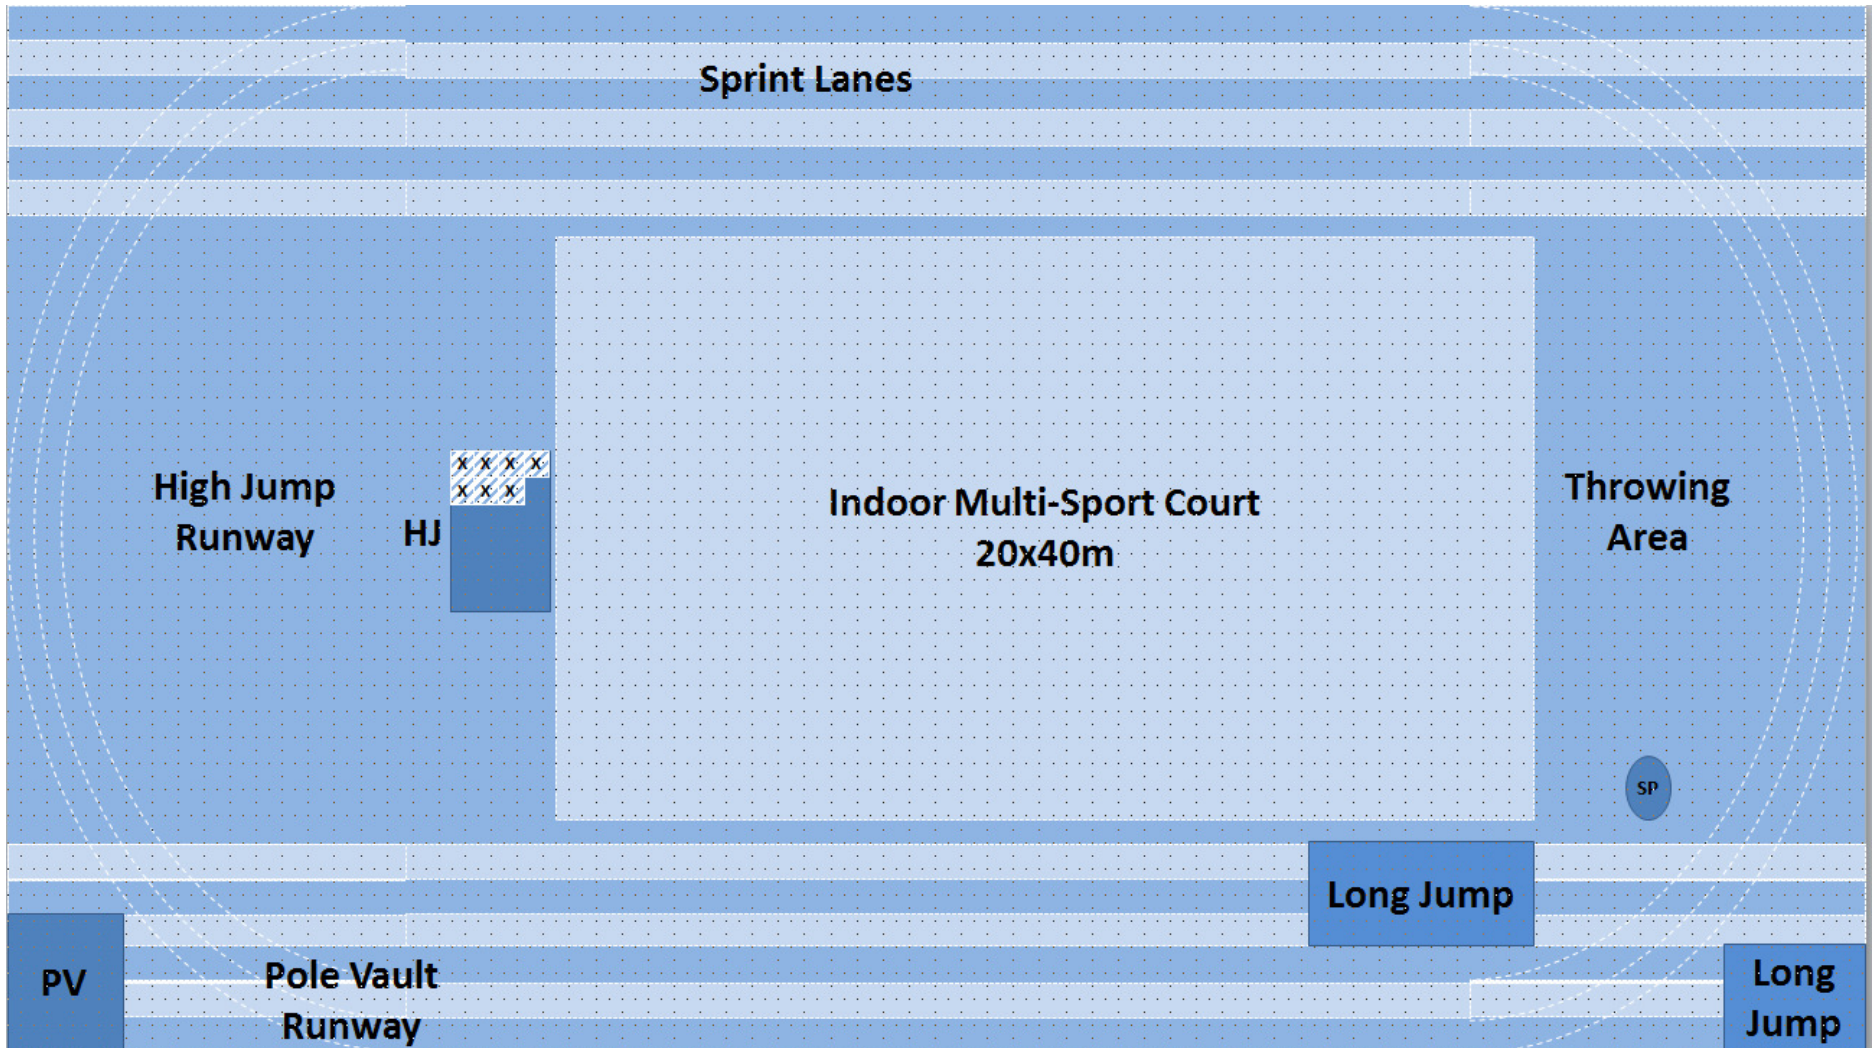 Sprint Lanes
X X X X
X X X
High Jump
Runway
HJ
Indoor Multi-Sport Court
20x40m
Throwing
Area
SP
Long Jump
PV
Pole Vault
Runway
Long
Jump